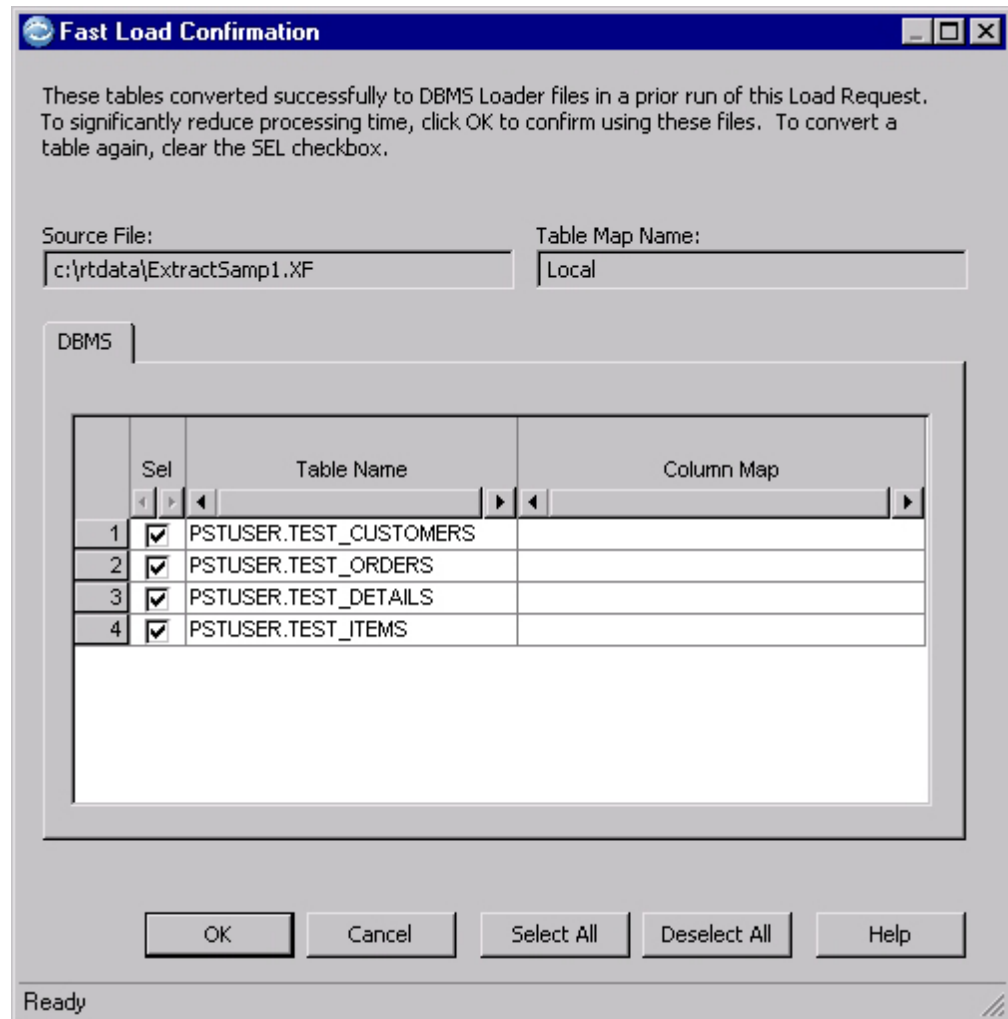 Fast Load Confirmation
These tables converted successfully to DBMS Loader files in a prior run of this Load Request.
To significantly reduce processing time, click OK to confirm using these files.  To convert a
table again, clear the SEL checkbox.
Source File:
Table Map Name:
c:\rtdata\ExtractSamp1.XF
Local
DBMS
Sel Table Name Column Map
1 PSTUSER.TEST_CUSTOMERS
2 PSTUSER.TEST_ORDERS
3 PSTUSER.TEST_DETAILS
4 PSTUSER.TEST_ITEMS
OK Cancel Select All Deselect All Help
Ready